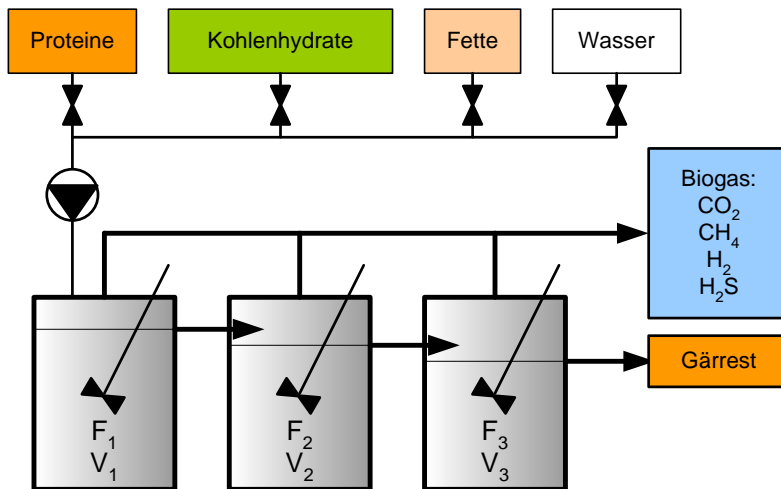 Proteine
Kohlenhydrate
Fette
Wasser
Biogas:
CO₂
CH₄
H₂
H₂S
Gärrest
F₁
V₁
F₂
V₂
F₃
V₃